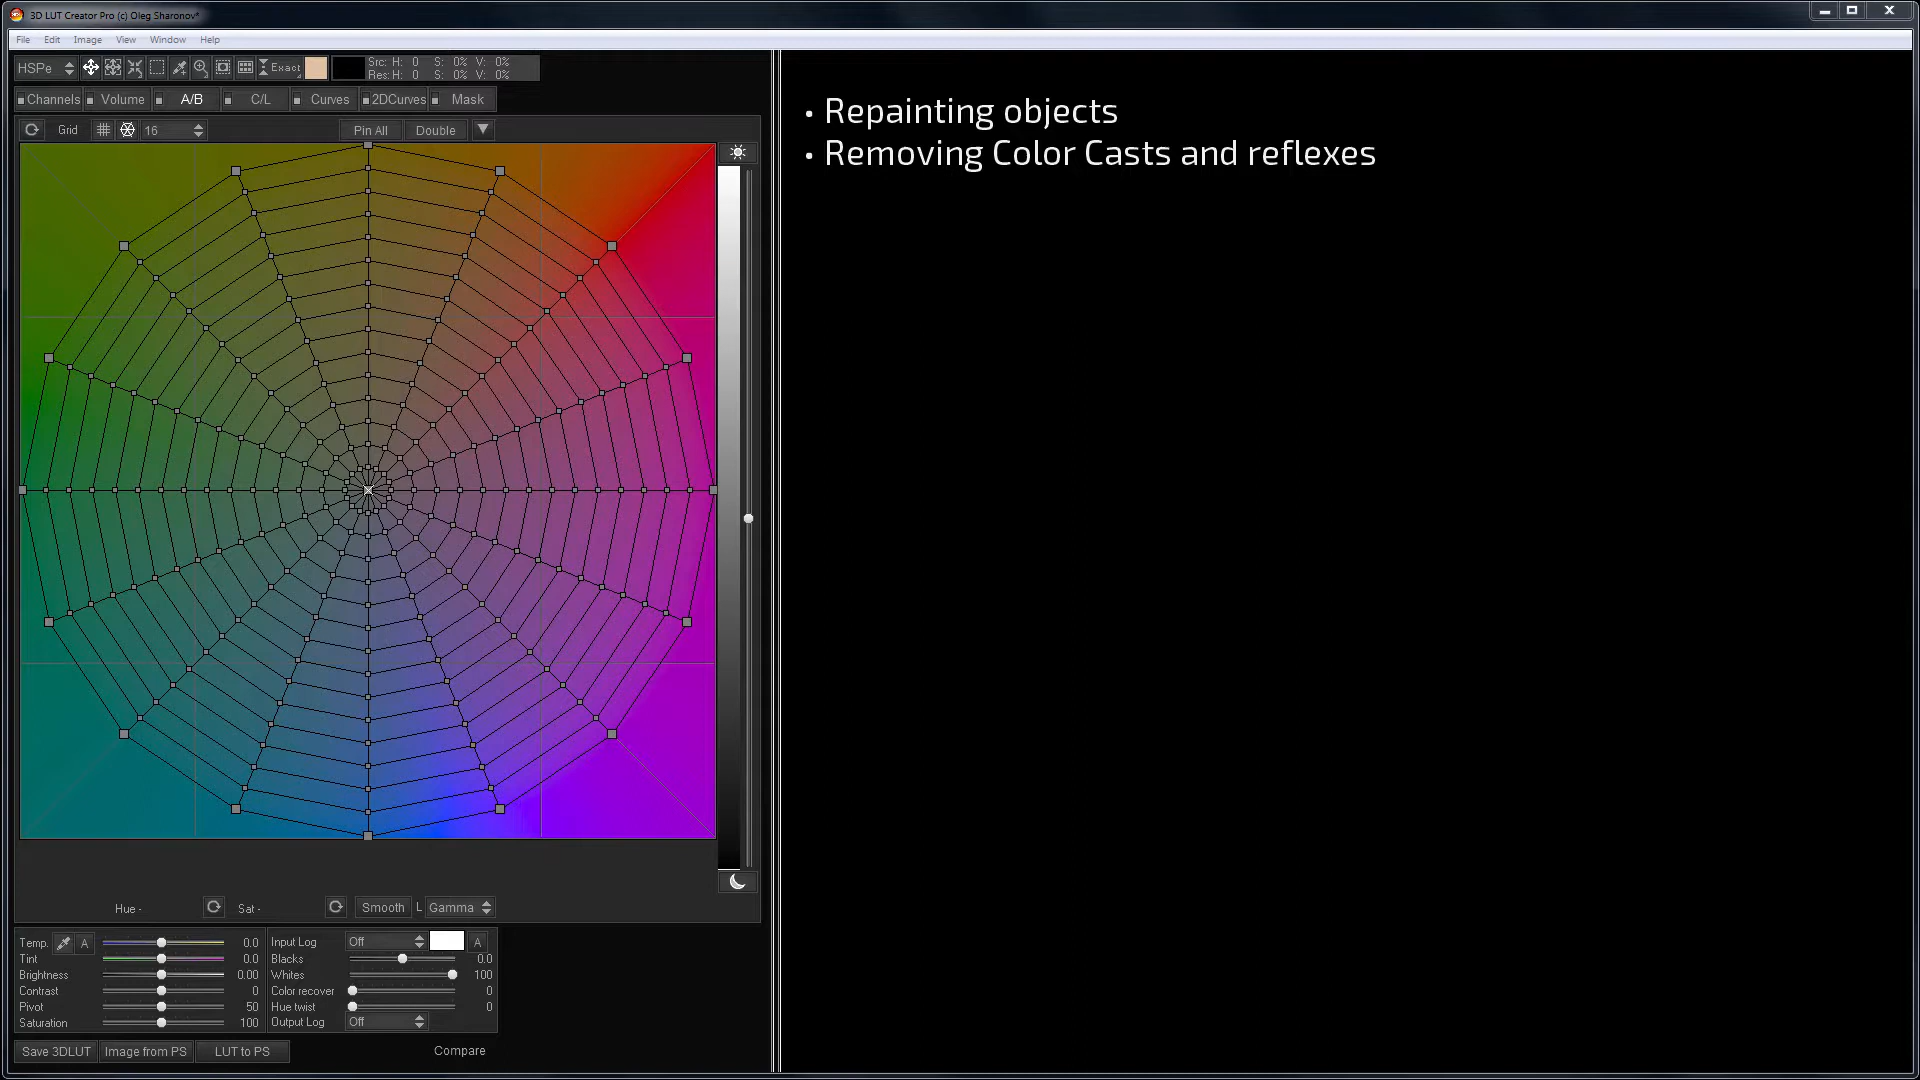 3D LUT Creator Pro (c) Oleg Sharonov*
File Edit Image View Window Help
HSPe Exact Src: H: 0 S: 0% V: 0%
Res: H: 0 S: 0% V: 0%
Channels Volume A/B C/L Curves 2DCurves Mask
Grid 16 Pin All Double
• Repainting objects
• Removing Color Casts and reflexes
Hue - Sat - Smooth L Gamma
Temp. A 0.0 Input Log Off A
Tint 0.0 Blacks 0.0
Brightness 0.00 Whites 100
Contrast 0 Color recover 0
Pivot 50 Hue twist 0
Saturation 100 Output Log Off
Save 3DLUT Image from PS LUT to PS Compare